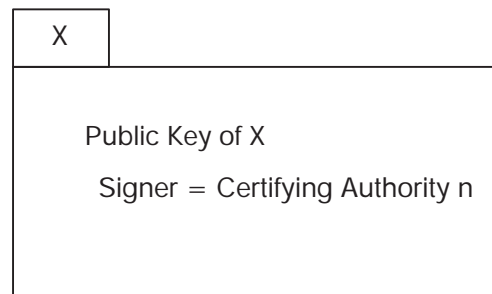 X
Public Key of X
Signer = Certifying Authority n